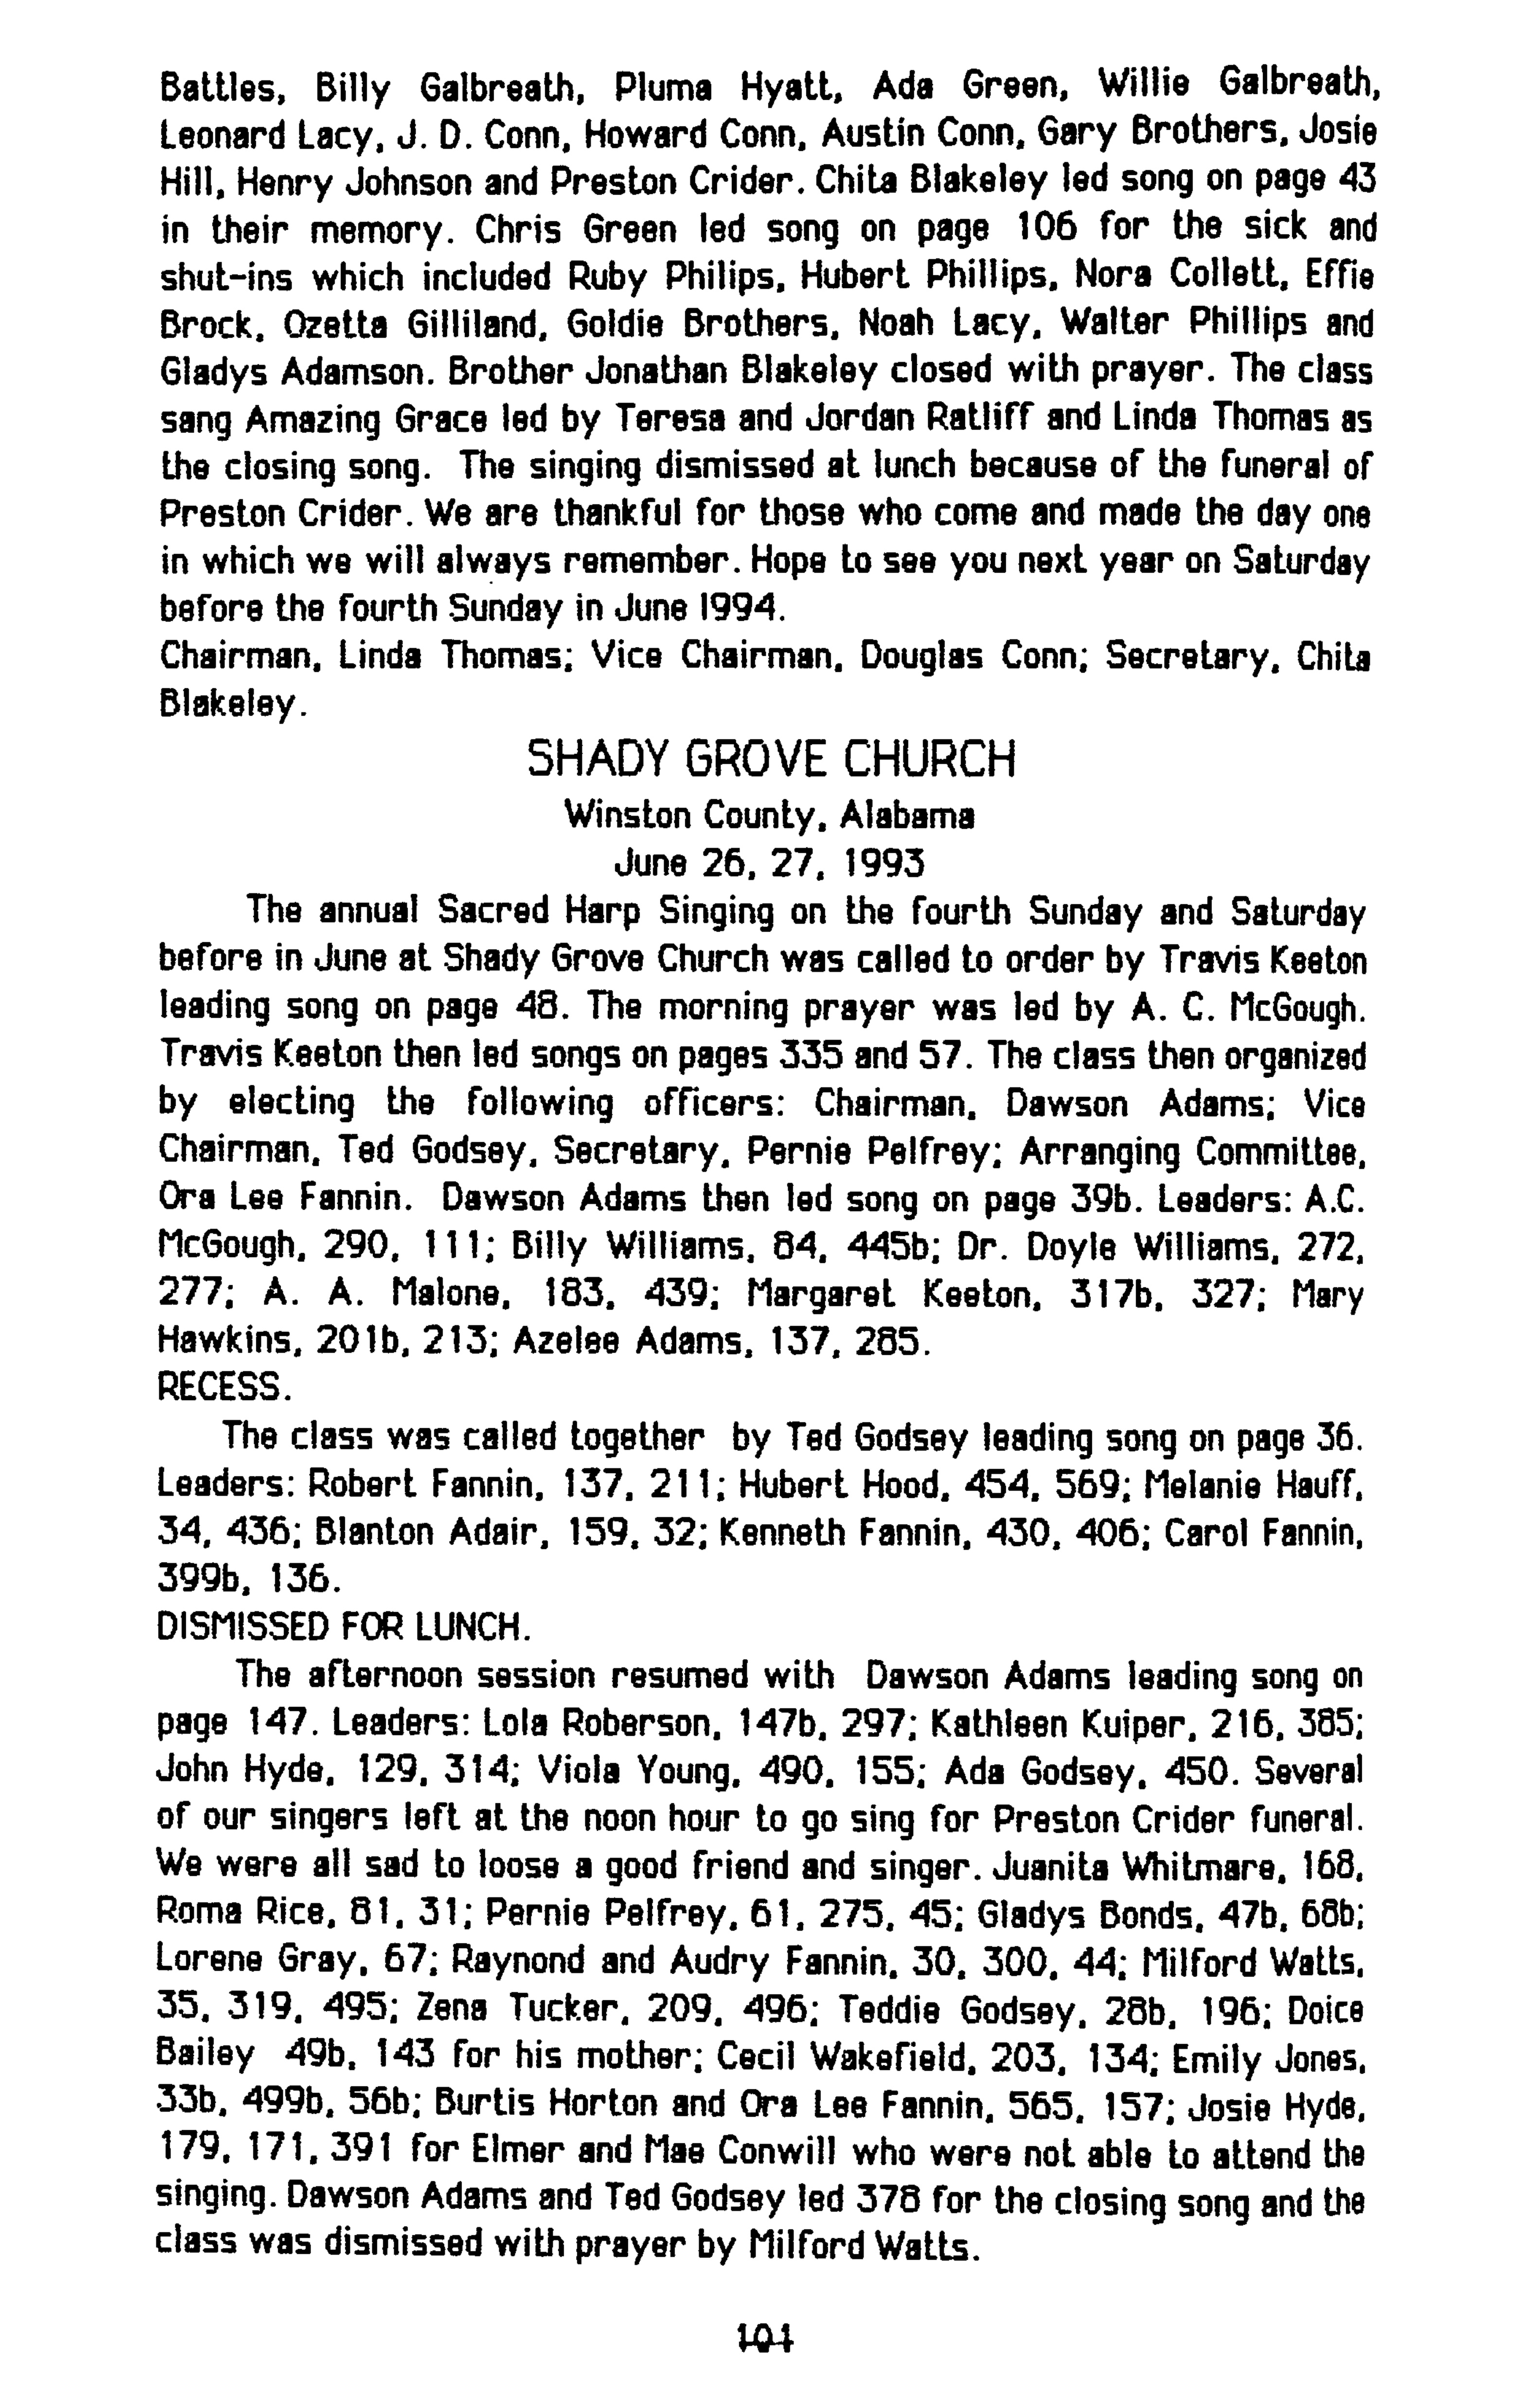 Battles, Billy Galbreath, Pluma Hyatt, Ada Green, Willie Galbreath,
Leonard Lacy, J. D. Conn, Howard Conn, Austin Conn, Gary Brothers, Josie
Hill, Henry Johnson and Preston Crider. Chita Blakeley led song on page 43
in their memory. Chris Green led song on page 106 for the sick and
shut-ins which included Ruby Philips, Hubert Phillips, Nora Collett, Effie
Brock, Ozetta Gilliland, Goldie Brothers, Noah Lacy, Walter Phillips and
Gladys Adamson. Brother Jonathan Blakeley closed with prayer. The class
sang Amazing Grace led by Teresa and Jordan Ratliff and Linda Thomas as
the closing song. The singing dismissed at lunch because of the funeral of
Preston Crider. We are thankful for those who come and made the day one
in which we will always remember. Hope to see you next year on Saturday
before the fourth Sunday in June 1994.
Chairman, Linda Thomas; Vice Chairman, Douglas Conn; Secretary, Chita
Blakeley.
SHADY GROVE CHURCH
Winston County, Alabama
June 26, 27, 1993
The annual Sacred Harp Singing on the fourth Sunday and Saturday
before in June at Shady Grove Church was called to order by Travis Keeton
leading song on page 48. The morning prayer was led by A. C. McGough.
Travis Keeton then led songs on pages 335 and 57. The class then organized
by electing the following officers: Chairman, Dawson Adams; Vice
Chairman, Ted Godsey, Secretary, Pernie Pelfrey; Arranging Committee,
Ora Lee Fannin. Dawson Adams then led song on page 39b. Leaders: A.C.
McGough, 290, 111; Billy Williams, 84, 445b; Dr. Doyle Williams, 272,
277; A. A. Malone, 183, 439; Margaret Keeton, 317b, 327; Mary
Hawkins, 201b, 213; Azelee Adams, 137, 285.
RECESS.
The class was called together by Ted Godsey leading song on page 36.
Leaders: Robert Fannin, 137, 211; Hubert Hood, 454, 569; Melanie Hauff,
34, 436; Blanton Adair, 159, 32; Kenneth Fannin, 430, 406; Carol Fannin,
399b, 136.
DISMISSED FOR LUNCH.
The afternoon session resumed with Dawson Adams leading song on
page 147. Leaders: Lola Roberson, 147b, 297; Kathleen Kuiper, 216, 385;
John Hyde, 129, 314; Viola Young, 490, 155; Ada Godsey, 450. Several
of our singers left at the noon hour to go sing for Preston Crider funeral.
We were all sad to loose a good friend and singer. Juanita Whitmare, 168,
Roma Rice, 81, 31; Pernie Pelfrey, 61, 275, 45; Gladys Bonds, 47b, 68b;
Lorene Gray, 67; Raynond and Audry Fannin, 30, 300, 44; Milford Watts,
35, 319, 495; Zena Tucker, 209, 496; Teddie Godsey, 28b, 196; Doice
Bailey 49b, 143 for his mother; Cecil Wakefield, 203, 134; Emily Jones,
33b, 499b, 56b; Burtis Horton and Ora Lee Fannin, 565, 157; Josie Hyde,
179, 171, 391 for Elmer and Mae Conwill who were not able to attend the
singing. Dawson Adams and Ted Godsey led 378 for the closing song and the
class was dismissed with prayer by Milford Watts.
101